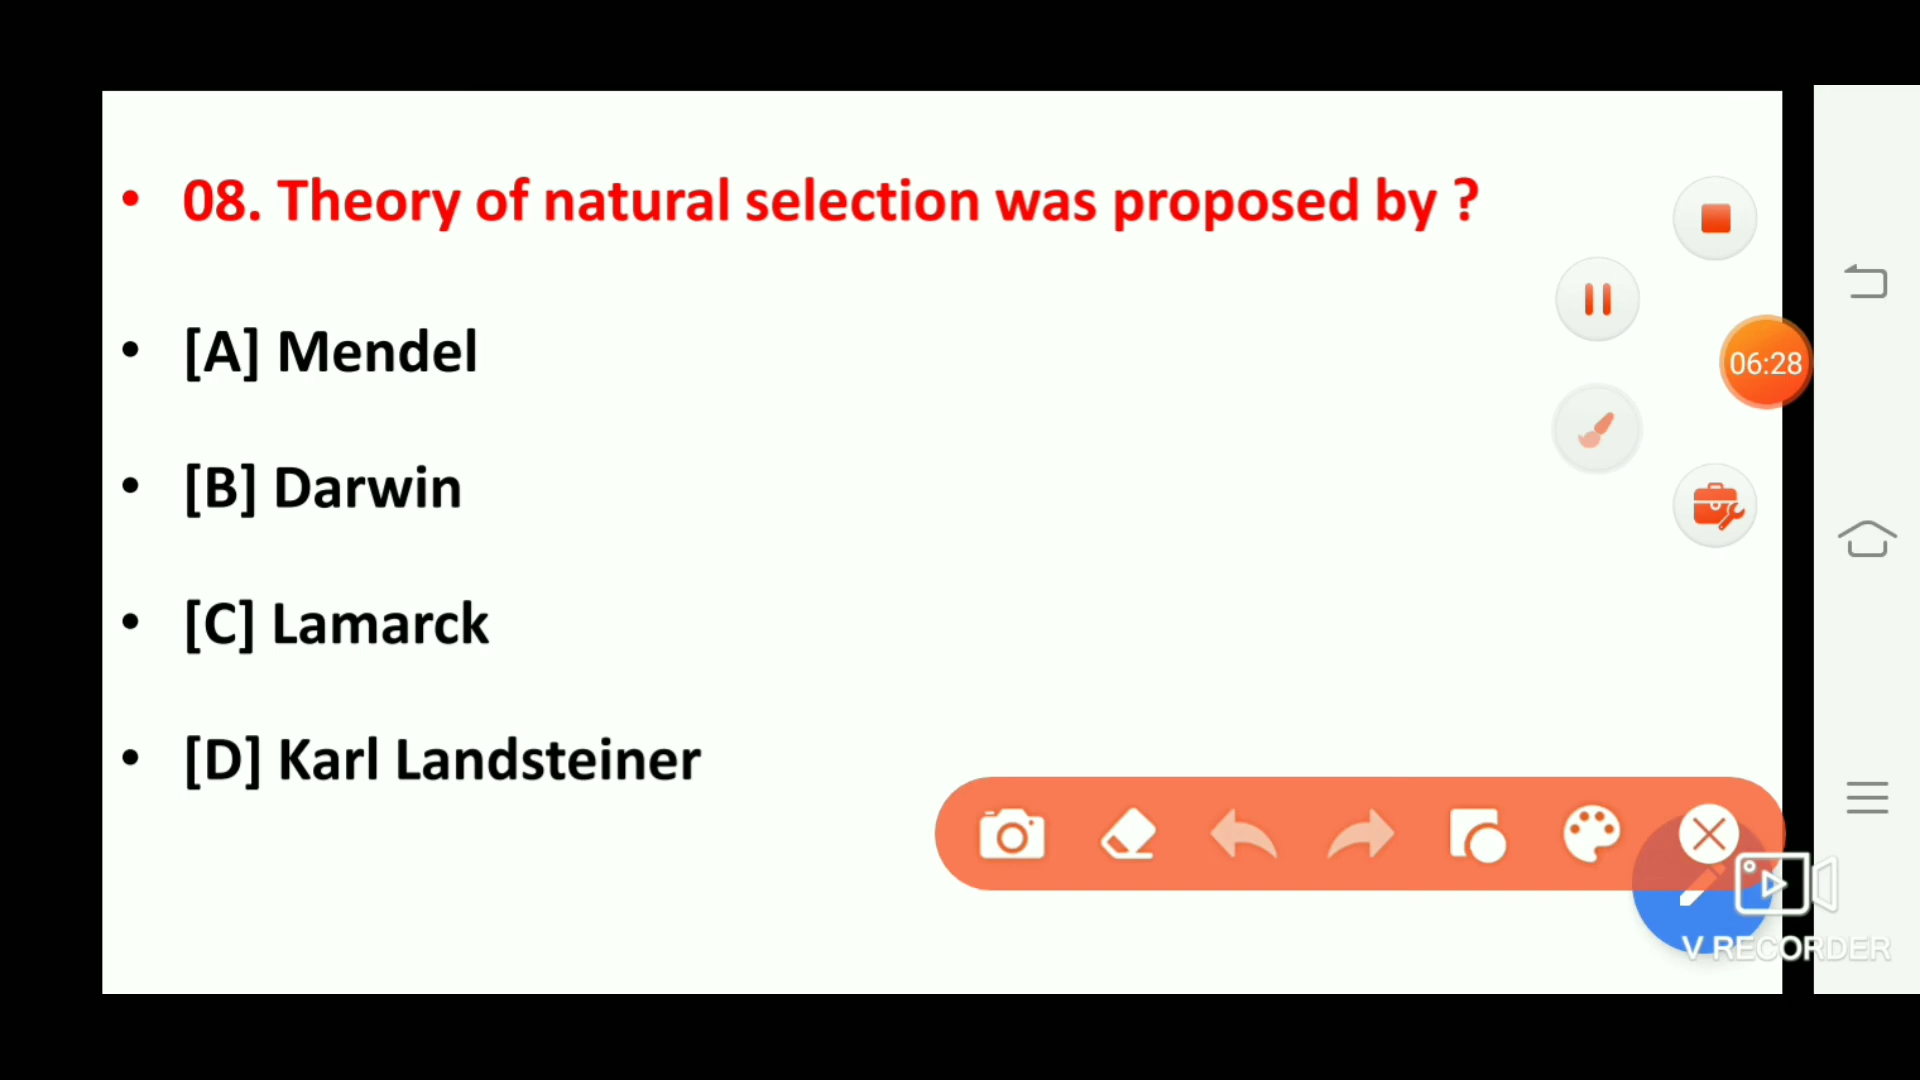 • 08. Theory of natural selection was proposed by ?
• [A] Mendel
• [B] Darwin
• [C] Lamarck
• [D] Karl Landsteiner
06:28
V RECORDER